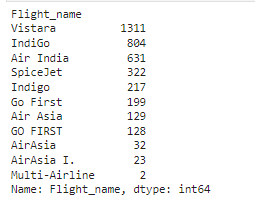 Flight_name
Vistara 1311
IndiGo 804
Air India 631
SpiceJet 322
Indigo 217
Go First 199
Air Asia 129
GO FIRST 128
AirAsia 32
AirAsia I. 23
Multi-Airline 2
Name: Flight_name, dtype: int64